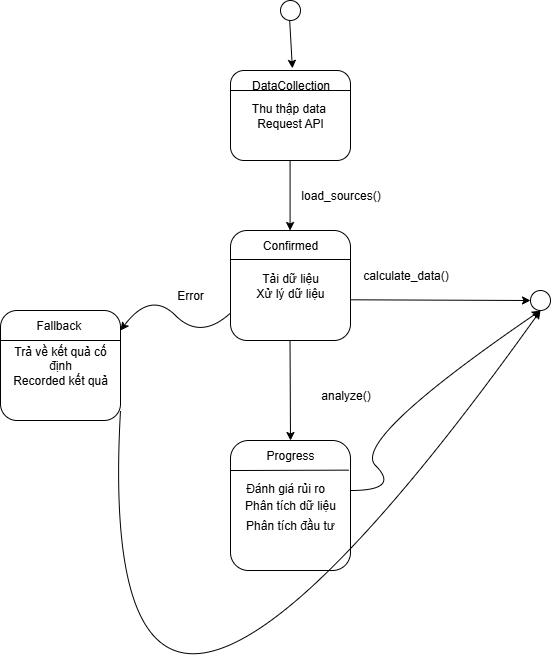 DataCollection
Thu thập data
Request API
load_sources()
Confirmed
Tải dữ liệu
Xử lý dữ liệu
calculate_data()
Error
Fallback
Trả về kết quả cố
định
Recorded kết quả
analyze()
Progress
Đánh giá rủi ro
Phân tích dữ liệu
Phân tích đầu tư